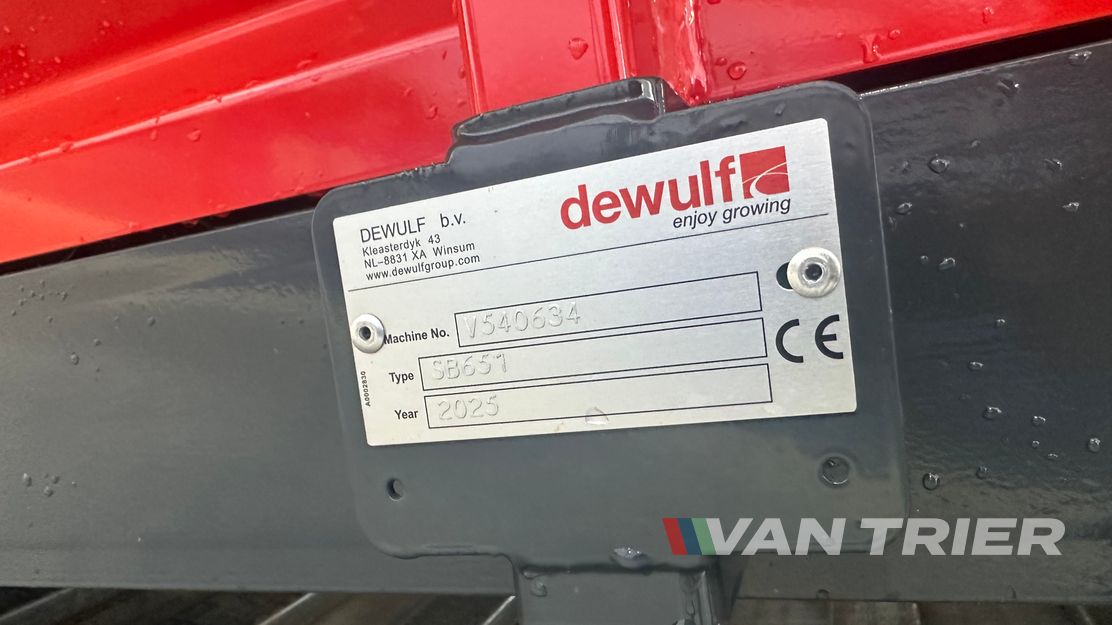 DEWULF b.v.
Kleasterdyk 43
NL-8831 XA Winsum
www.dewulfgroup.com
dewulf
enjoy growing
Machine No. V540634
Type SB651
Year 2025
CE
A0002830
VAN TRIER